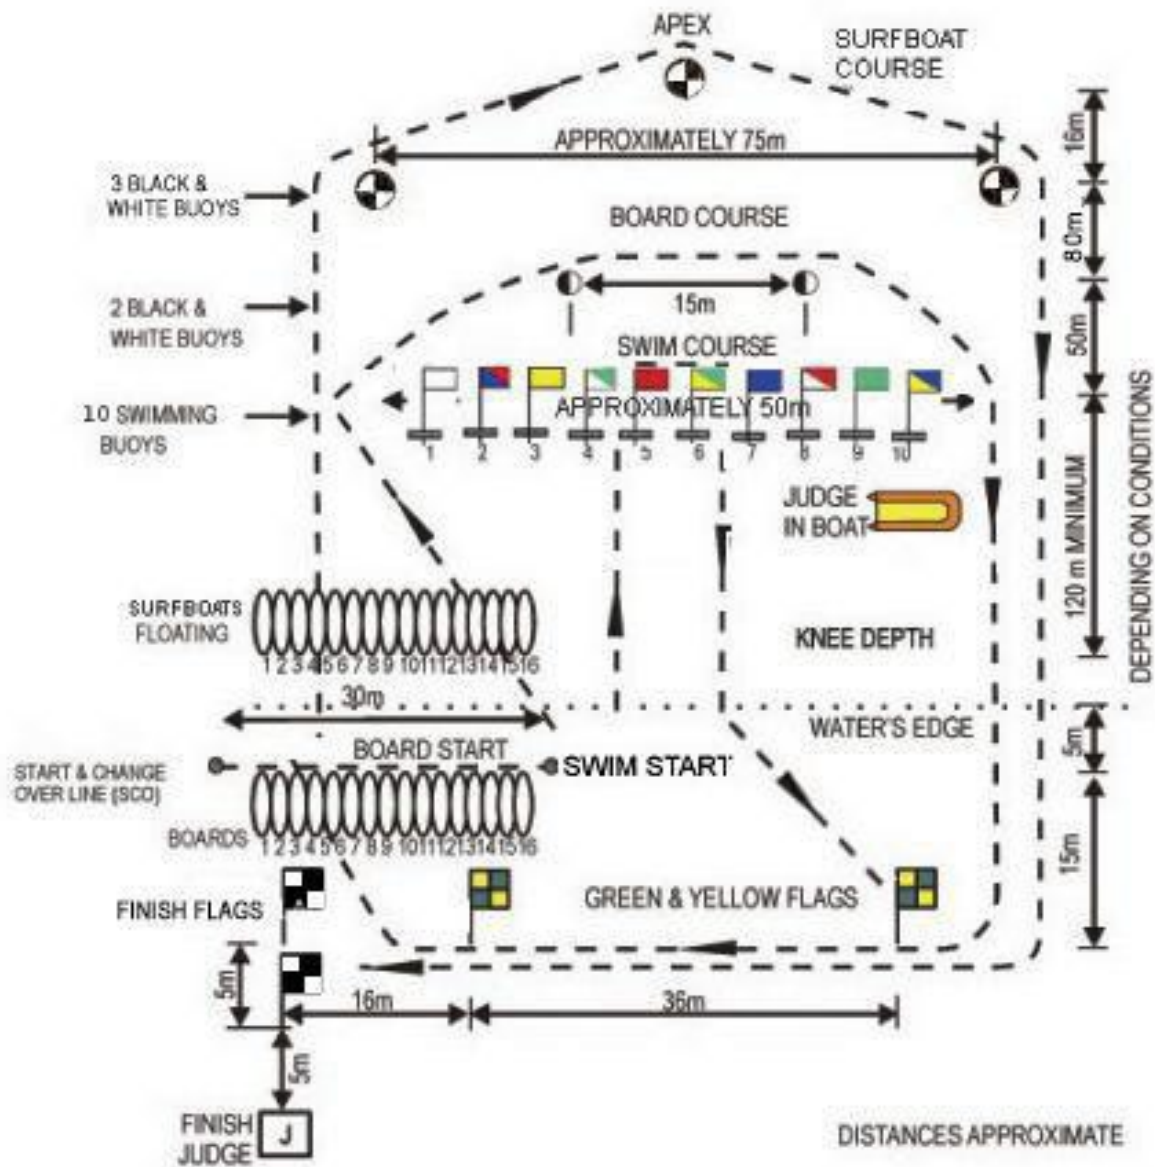 APEX
SURFBOAT
COURSE
16m
APPROXIMATELY 75m
3 BLACK &
WHITE BUOYS
BOARD COURSE
80m
2 BLACK &
WHITE BUOYS
15m
50m
SWIM COURSE
APPROXIMATELY 50m
10 SWIMMING
BUOYS
1 2 3 4 5 6 7 8 9 10
JUDGE
IN BOAT
120 m MINIMUM
DEPENDING ON CONDITIONS
SURFBOATS
FLOATING
KNEE DEPTH
1 2 3 4 5 6 7 8 9 10 11 12 13 14 15 16
30m
WATER'S EDGE
5m
BOARD START
SWIM START
START & CHANGE
OVER LINE (SCO)
BOARDS
1 2 3 4 5 6 7 8 9 10 11 12 13 14 15 16
15m
FINISH FLAGS
GREEN & YELLOW FLAGS
5m
16m
36m
5m
FINISH
JUDGE
J
DISTANCES APPROXIMATE